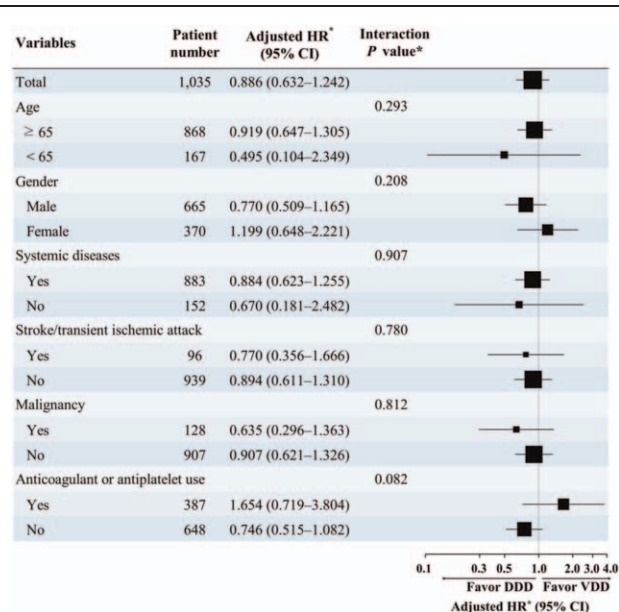 Variables Patient number Adjusted HR* (95% CI) Interaction P value*
Total 1,035 0.886 (0.632–1.242)
Age 0.293
≥ 65 868 0.919 (0.647–1.305)
< 65 167 0.495 (0.104–2.349)
Gender 0.208
Male 665 0.770 (0.509–1.165)
Female 370 1.199 (0.648–2.221)
Systemic diseases 0.907
Yes 883 0.884 (0.623–1.255)
No 152 0.670 (0.181–2.482)
Stroke/transient ischemic attack 0.780
Yes 96 0.770 (0.356–1.666)
No 939 0.894 (0.611–1.310)
Malignancy 0.812
Yes 128 0.635 (0.296–1.363)
No 907 0.907 (0.621–1.326)
Anticoagulant or antiplatelet use 0.082
Yes 387 1.654 (0.719–3.804)
No 648 0.746 (0.515–1.082)
0.1 0.3 0.5 1.0 2.0 3.0 4.0
Favor DDD Favor VDD
Adjusted HR* (95% CI)